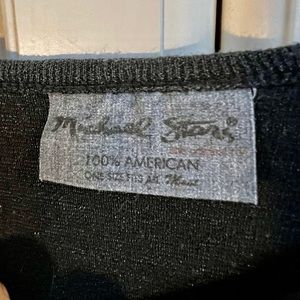 Michael Stars
100% AMERICAN
ONE SIZE FITS ALL